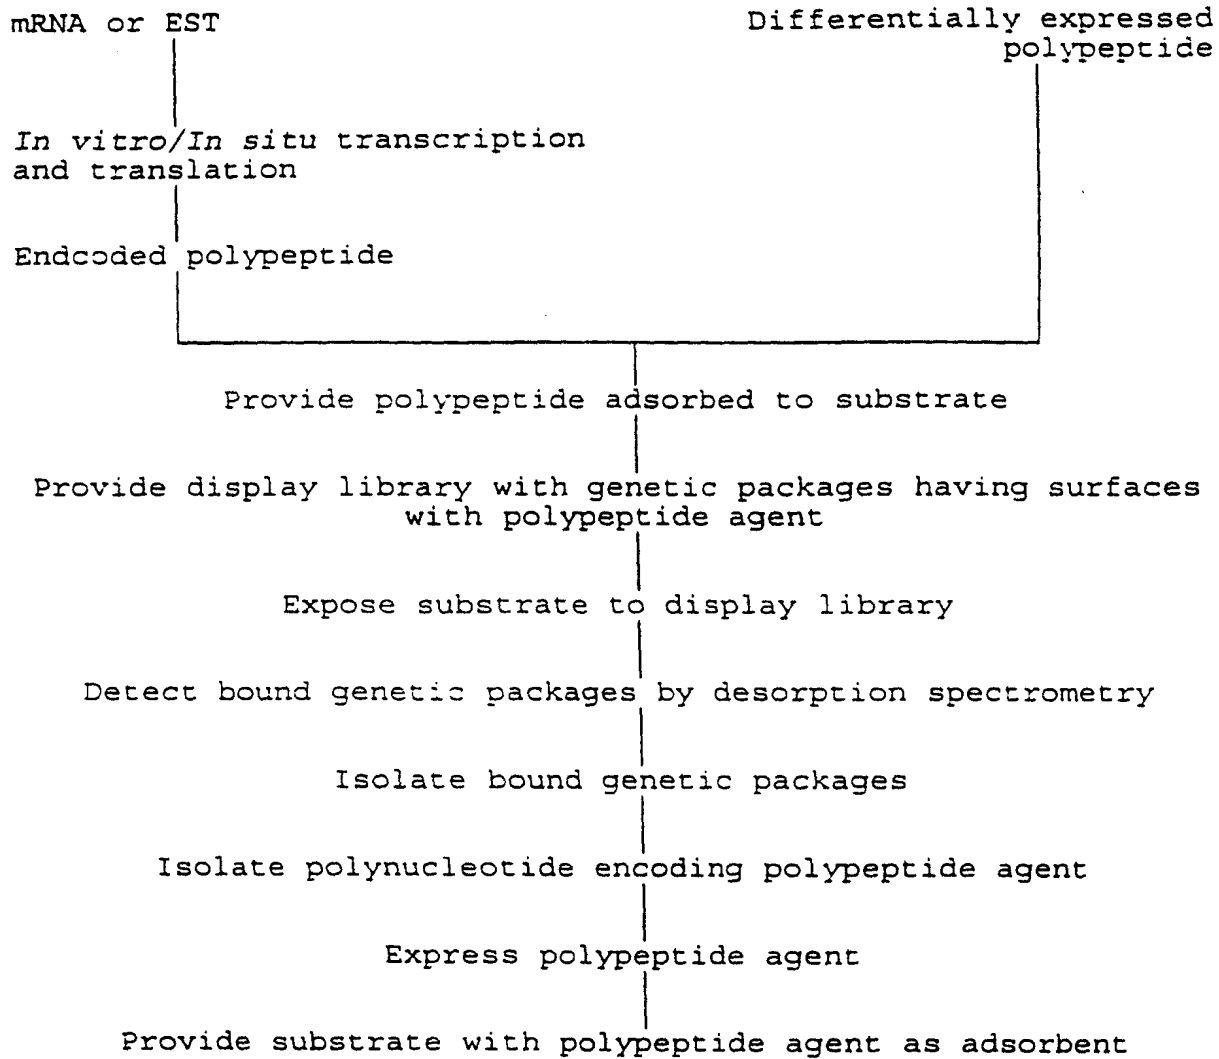 mRNA or EST
Differentially expressed
polypeptide
In vitro/In situ transcription
and translation
Endcoded polypeptide
Provide polypeptide adsorbed to substrate
Provide display library with genetic packages having surfaces
with polypeptide agent
Expose substrate to display library
Detect bound genetic packages by desorption spectrometry
Isolate bound genetic packages
Isolate polynucleotide encoding polypeptide agent
Express polypeptide agent
Provide substrate with polypeptide agent as adsorbent